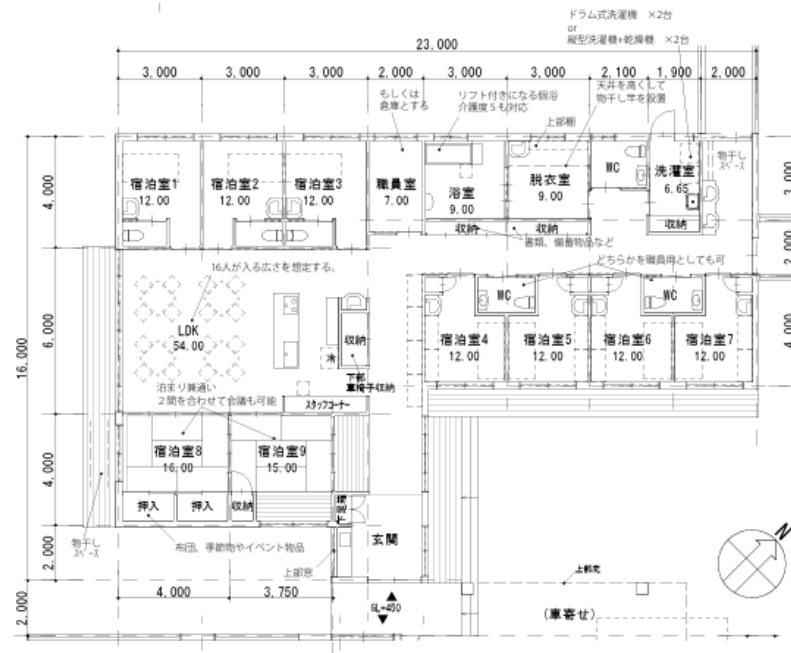 ドラム式洗濯機 ×2台
or
縦型洗濯機+乾燥機 ×2台
23,000
3,000 3,000 3,000 2,000 3,000 3,000 2,100 1,900 2,000
もしくは
倉庫とする
リフト付きになる個浴
介護度5も対応
天井を高くして
物干し竿を設置
上部棚
宿泊室1
12.00
宿泊室2
12.00
宿泊室3
12.00
職員室
7.00
浴室
9.00
脱衣室
9.00
WC
洗濯室
6.65
物干し
スペース
収納
収納
収納
書類、備蓄物品など
どちらかを職員用としても可
4,000
3,000
2,000
4,000
16人が入る広さを想定する。
LDK
54.00
冷
収納
下部
車椅子収納
スタッフコーナー
WC
WC
宿泊室4
12.00
宿泊室5
12.00
宿泊室6
12.00
宿泊室7
12.00
6,000
16,000
泊まり兼通い
2間を合わせて会議も可能
宿泊室8
16.00
宿泊室9
15.00
押入
押入
収納
下足箱
玄関
4,000
2,000
2,000
物干し
スペース
布団、季節物やイベント物品
上部窓
4,000
3,750
GL+450
上部窓
(車寄せ)
N